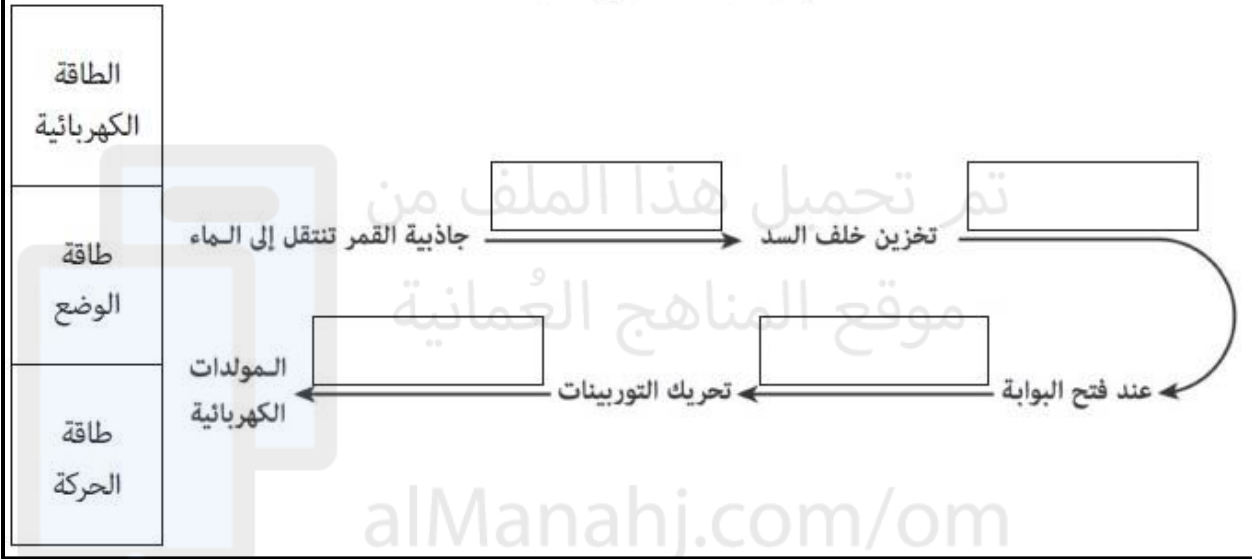 الطاقة
الكهربائية
طاقة
الوضع
طاقة
الحركة
جاذبية القمر تنتقل إلى الـماء
تخزين خلف السد
عند فتح البوابة
تحريك التوربينات
الـمولدات
الكهربائية
تم تحميل هذا الملف من
موقع المناهج العُمانية
alManahj.com/om